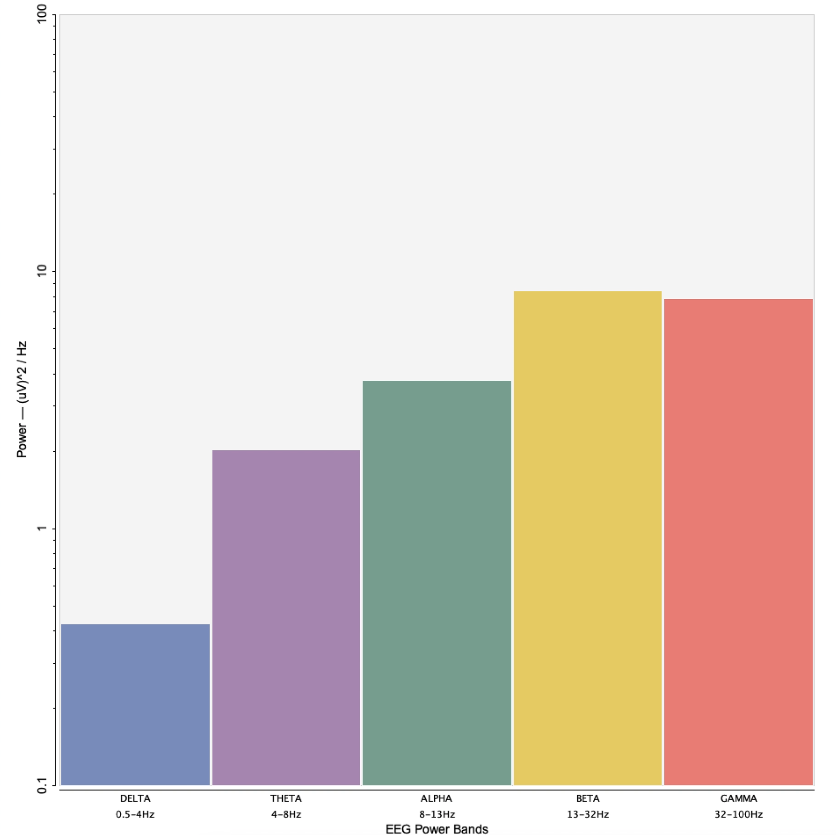 100
10
1
0.1
Power — (uV)^2 / Hz
DELTA THETA ALPHA BETA GAMMA
0.5-4Hz 4-8Hz 8-13Hz 13-32Hz 32-100Hz
EEG Power Bands